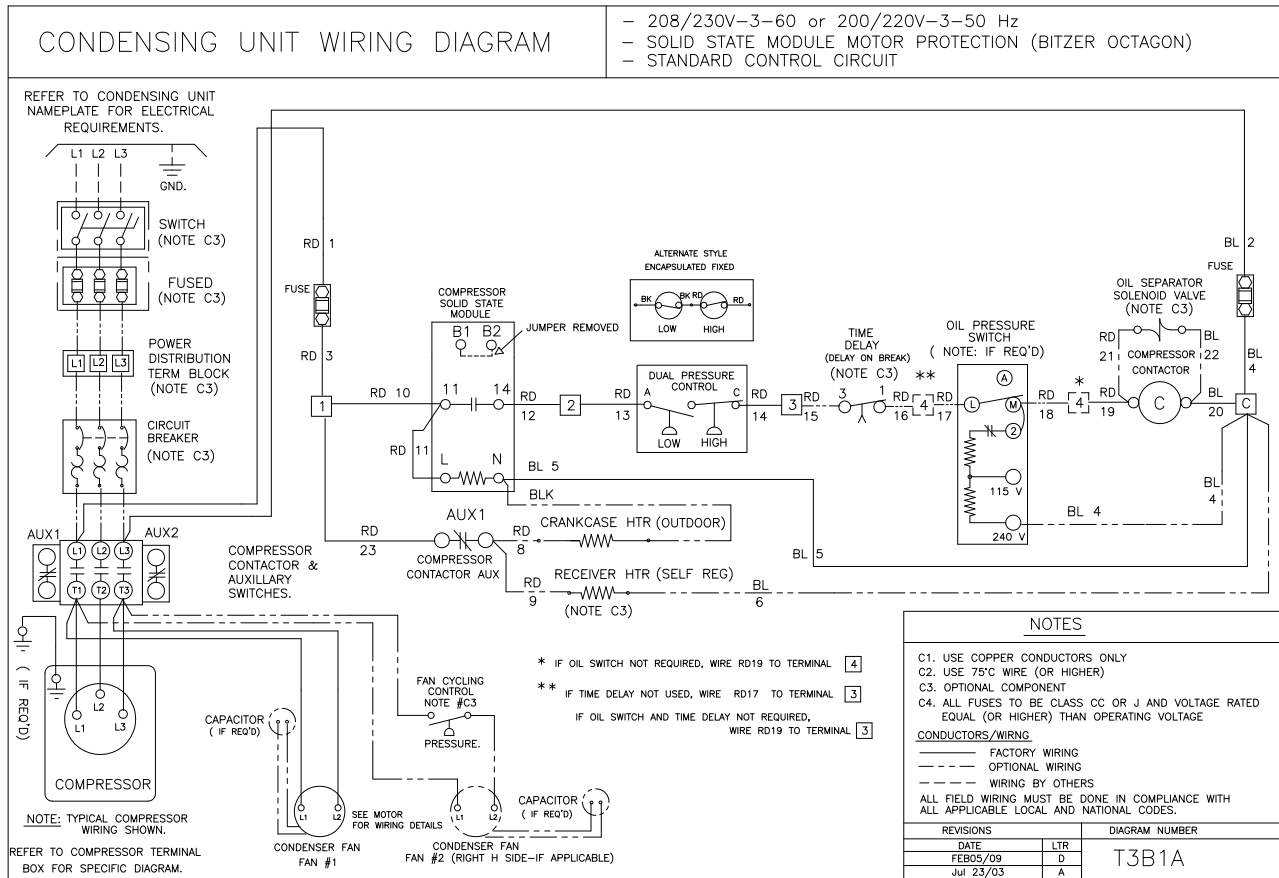 CONDENSING UNIT WIRING DIAGRAM
- 208/230V-3-60 or 200/220V-3-50 Hz
- SOLID STATE MODULE MOTOR PROTECTION (BITZER OCTAGON)
- STANDARD CONTROL CIRCUIT
REFER TO CONDENSING UNIT
NAMEPLATE FOR ELECTRICAL
REQUIREMENTS.
L1 L2 L3
GND.
SWITCH
(NOTE C3)
FUSED
(NOTE C3)
POWER
DISTRIBUTION
TERM BLOCK
(NOTE C3)
L1 L2 L3
CIRCUIT
BREAKER
(NOTE C3)
AUX1
L1 L2 L3
AUX2
T1 T2 T3
COMPRESSOR
CONTACTOR &
AUXILLARY
SWITCHES.
( IF REQ'D)
L2
L1 L3
COMPRESSOR
NOTE: TYPICAL COMPRESSOR
WIRING SHOWN.
REFER TO COMPRESSOR TERMINAL
BOX FOR SPECIFIC DIAGRAM.
RD 1
FUSE
RD 3
1
RD 10
RD 11
COMPRESSOR
SOLID STATE
MODULE
B1 B2
JUMPER REMOVED
11 14
L N
RD
12
2
ALTERNATE STYLE
ENCAPSULATED FIXED
BK BK RD RD
LOW HIGH
DUAL PRESSURE
CONTROL
RD
13
A C
LOW HIGH
RD
14
3
RD
15
TIME
DELAY
(DELAY ON BREAK)
(NOTE C3)
3 1
RD
16
**
4
RD
17
OIL PRESSURE
SWITCH
( NOTE: IF REQ'D)
A
L M
2
115 V
240 V
RD
18
*
4
RD
19
OIL SEPARATOR
SOLENOID VALVE
(NOTE C3)
RD
21
BL
22
COMPRESSOR
CONTACTOR
C
BL
20
C
BL 2
FUSE
BL
4
BL
4
BL 4
BL 5
BL 5
BLK
RD
23
AUX1
COMPRESSOR
CONTACTOR AUX
RD
8
CRANKCASE HTR (OUTDOOR)
RD
9
RECEIVER HTR (SELF REG)
(NOTE C3)
BL
6
* IF OIL SWITCH NOT REQUIRED, WIRE RD19 TO TERMINAL 4
** IF TIME DELAY NOT USED, WIRE RD17 TO TERMINAL 3
IF OIL SWITCH AND TIME DELAY NOT REQUIRED,
WIRE RD19 TO TERMINAL 3
FAN CYCLING
CONTROL
NOTE #C3
PRESSURE.
CAPACITOR
( IF REQ'D)
L1 L2
SEE MOTOR
FOR WIRING DETAILS
CONDENSER FAN
FAN #1
L1 L2
CAPACITOR
( IF REQ'D)
CONDENSER FAN
FAN #2 (RIGHT H SIDE-IF APPLICABLE)
NOTES
C1. USE COPPER CONDUCTORS ONLY
C2. USE 75°C WIRE (OR HIGHER)
C3. OPTIONAL COMPONENT
C4. ALL FUSES TO BE CLASS CC OR J AND VOLTAGE RATED
EQUAL (OR HIGHER) THAN OPERATING VOLTAGE
CONDUCTORS/WIRNG
FACTORY WIRING
OPTIONAL WIRING
WIRING BY OTHERS
ALL FIELD WIRING MUST BE DONE IN COMPLIANCE WITH
ALL APPLICABLE LOCAL AND NATIONAL CODES.
REVISIONS
DIAGRAM NUMBER
DATE LTR
FEB05/09 D
Jul 23/03 A
T3B1A